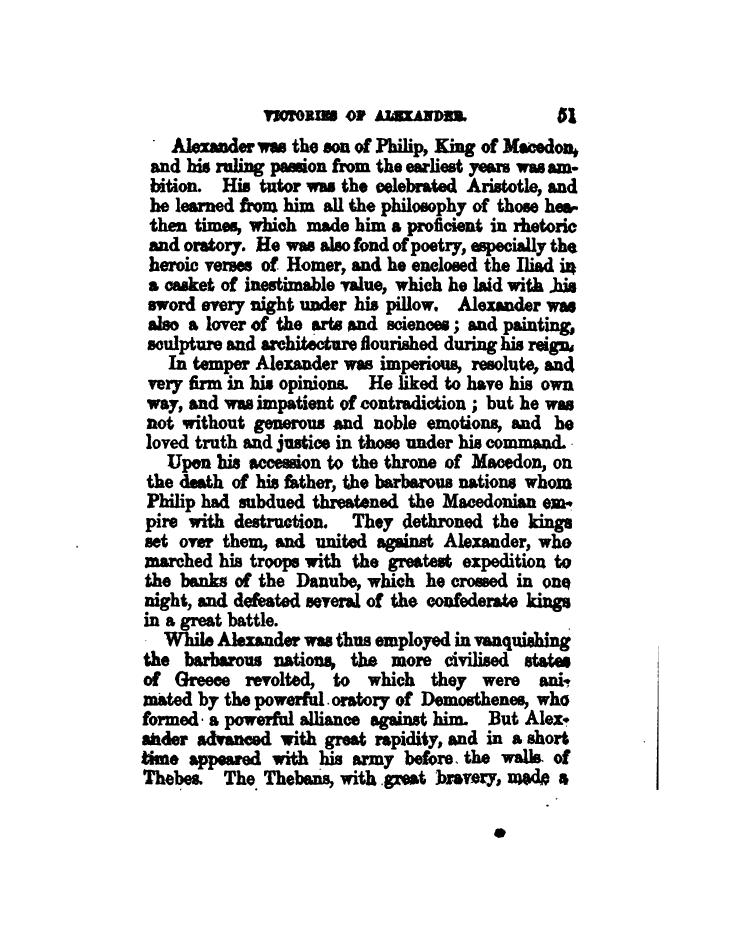 VICTORIES OF ALEXANDER. 51
Alexander was the son of Philip, King of Macedon,
and his ruling passion from the earliest years was am-
bition. His tutor was the celebrated Aristotle, and
he learned from him all the philosophy of those hea-
then times, which made him a proficient in rhetoric
and oratory. He was also fond of poetry, especially the
heroic verses of Homer, and he enclosed the Iliad in
a casket of inestimable value, which he laid with his
sword every night under his pillow. Alexander was
also a lover of the arts and sciences; and painting,
sculpture and architecture flourished during his reign.
In temper Alexander was imperious, resolute, and
very firm in his opinions. He liked to have his own
way, and was impatient of contradiction; but he was
not without generous and noble emotions, and he
loved truth and justice in those under his command.
Upon his accession to the throne of Macedon, on
the death of his father, the barbarous nations whom
Philip had subdued threatened the Macedonian em-
pire with destruction. They dethroned the kings
set over them, and united against Alexander, who
marched his troops with the greatest expedition to
the banks of the Danube, which he crossed in one
night, and defeated several of the confederate kings
in a great battle.
While Alexander was thus employed in vanquishing
the barbarous nations, the more civilised states
of Greece revolted, to which they were ani-
mated by the powerful oratory of Demosthenes, who
formed a powerful alliance against him. But Alex-
ander advanced with great rapidity, and in a short
time appeared with his army before the walls of
Thebes. The Thebans, with great bravery, made a